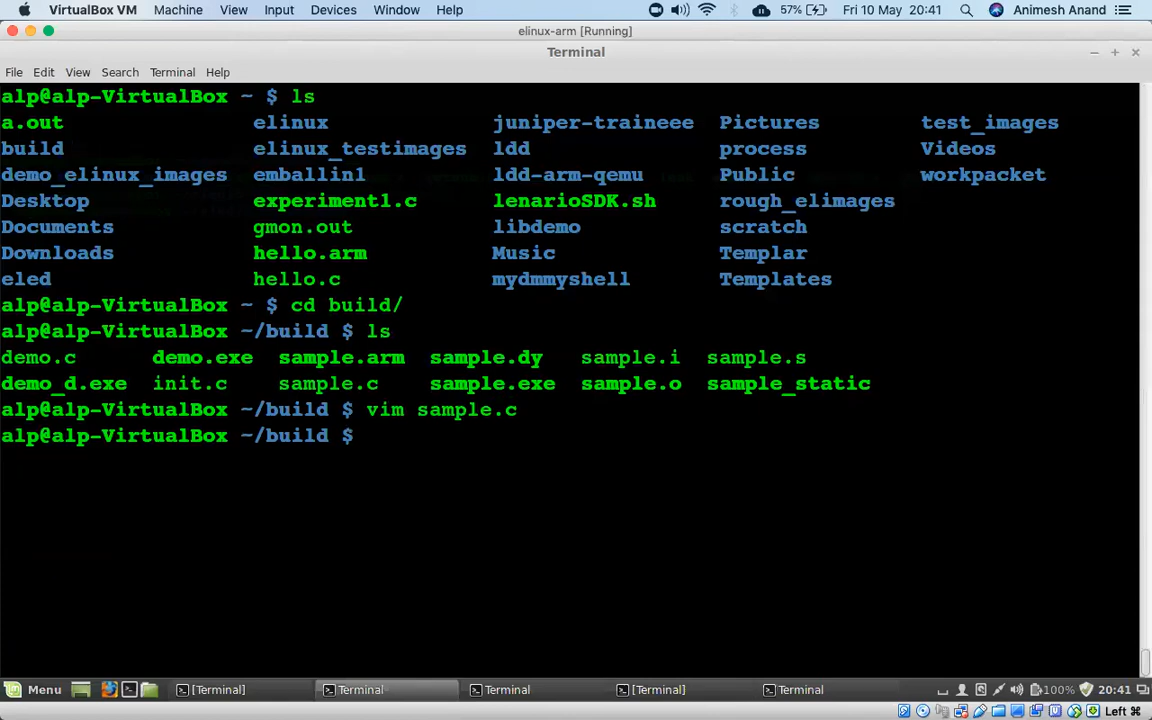 VirtualBox VM Machine View Input Devices Window Help 57% Fri 10 May 20:41 Animesh Anand
elinux-arm [Running]
Terminal
File Edit View Search Terminal Help
alp@alp-VirtualBox ~ $ ls
a.out elinux juniper-traineee Pictures test_images
build elinux_testimages ldd process Videos
demo_elinux_images emballin1 ldd-arm-qemu Public workpacket
Desktop experiment1.c lenarioSDK.sh rough_elimages
Documents gmon.out libdemo scratch
Downloads hello.arm Music Templar
eled hello.c mydmmyshell Templates
alp@alp-VirtualBox ~ $ cd build/
alp@alp-VirtualBox ~/build $ ls
demo.c demo.exe sample.arm sample.dy sample.i sample.s
demo_d.exe init.c sample.c sample.exe sample.o sample_static
alp@alp-VirtualBox ~/build $ vim sample.c
alp@alp-VirtualBox ~/build $
Menu [Terminal] Terminal Terminal [Terminal] Terminal 100% 20:41
Left ⌘